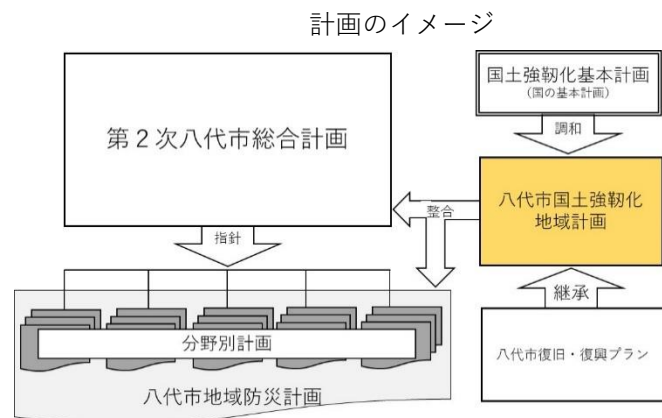 計画のイメージ
国土強靭化基本計画
(国の基本計画)
第２次八代市総合計画
調和
八代市国土強靭化
地域計画
整合
指針
継承
分野別計画
八代市復旧・復興プラン
八代市地域防災計画